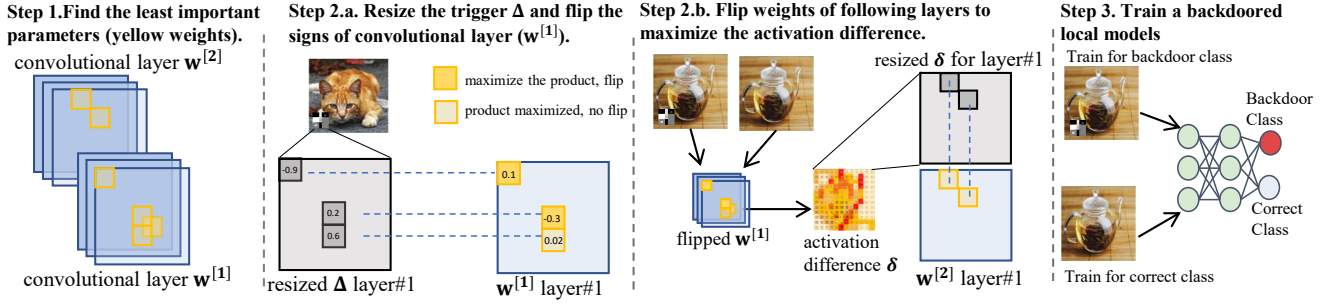 Step 1.Find the least important
parameters (yellow weights).
convolutional layer w[2]
convolutional layer w[1]
Step 2.a. Resize the trigger Δ and flip the
signs of convolutional layer (w[1]).
maximize the product, flip
product maximized, no flip
-0.9
0.1
0.2
-0.3
0.6
0.02
resized Δ layer#1
w[1] layer#1
Step 2.b. Flip weights of following layers to
maximize the activation difference.
resized δ for layer#1
flipped w[1]
activation
difference δ
w[2] layer#1
Step 3. Train a backdoored
local models
Train for backdoor class
Backdoor
Class
Correct
Class
Train for correct class